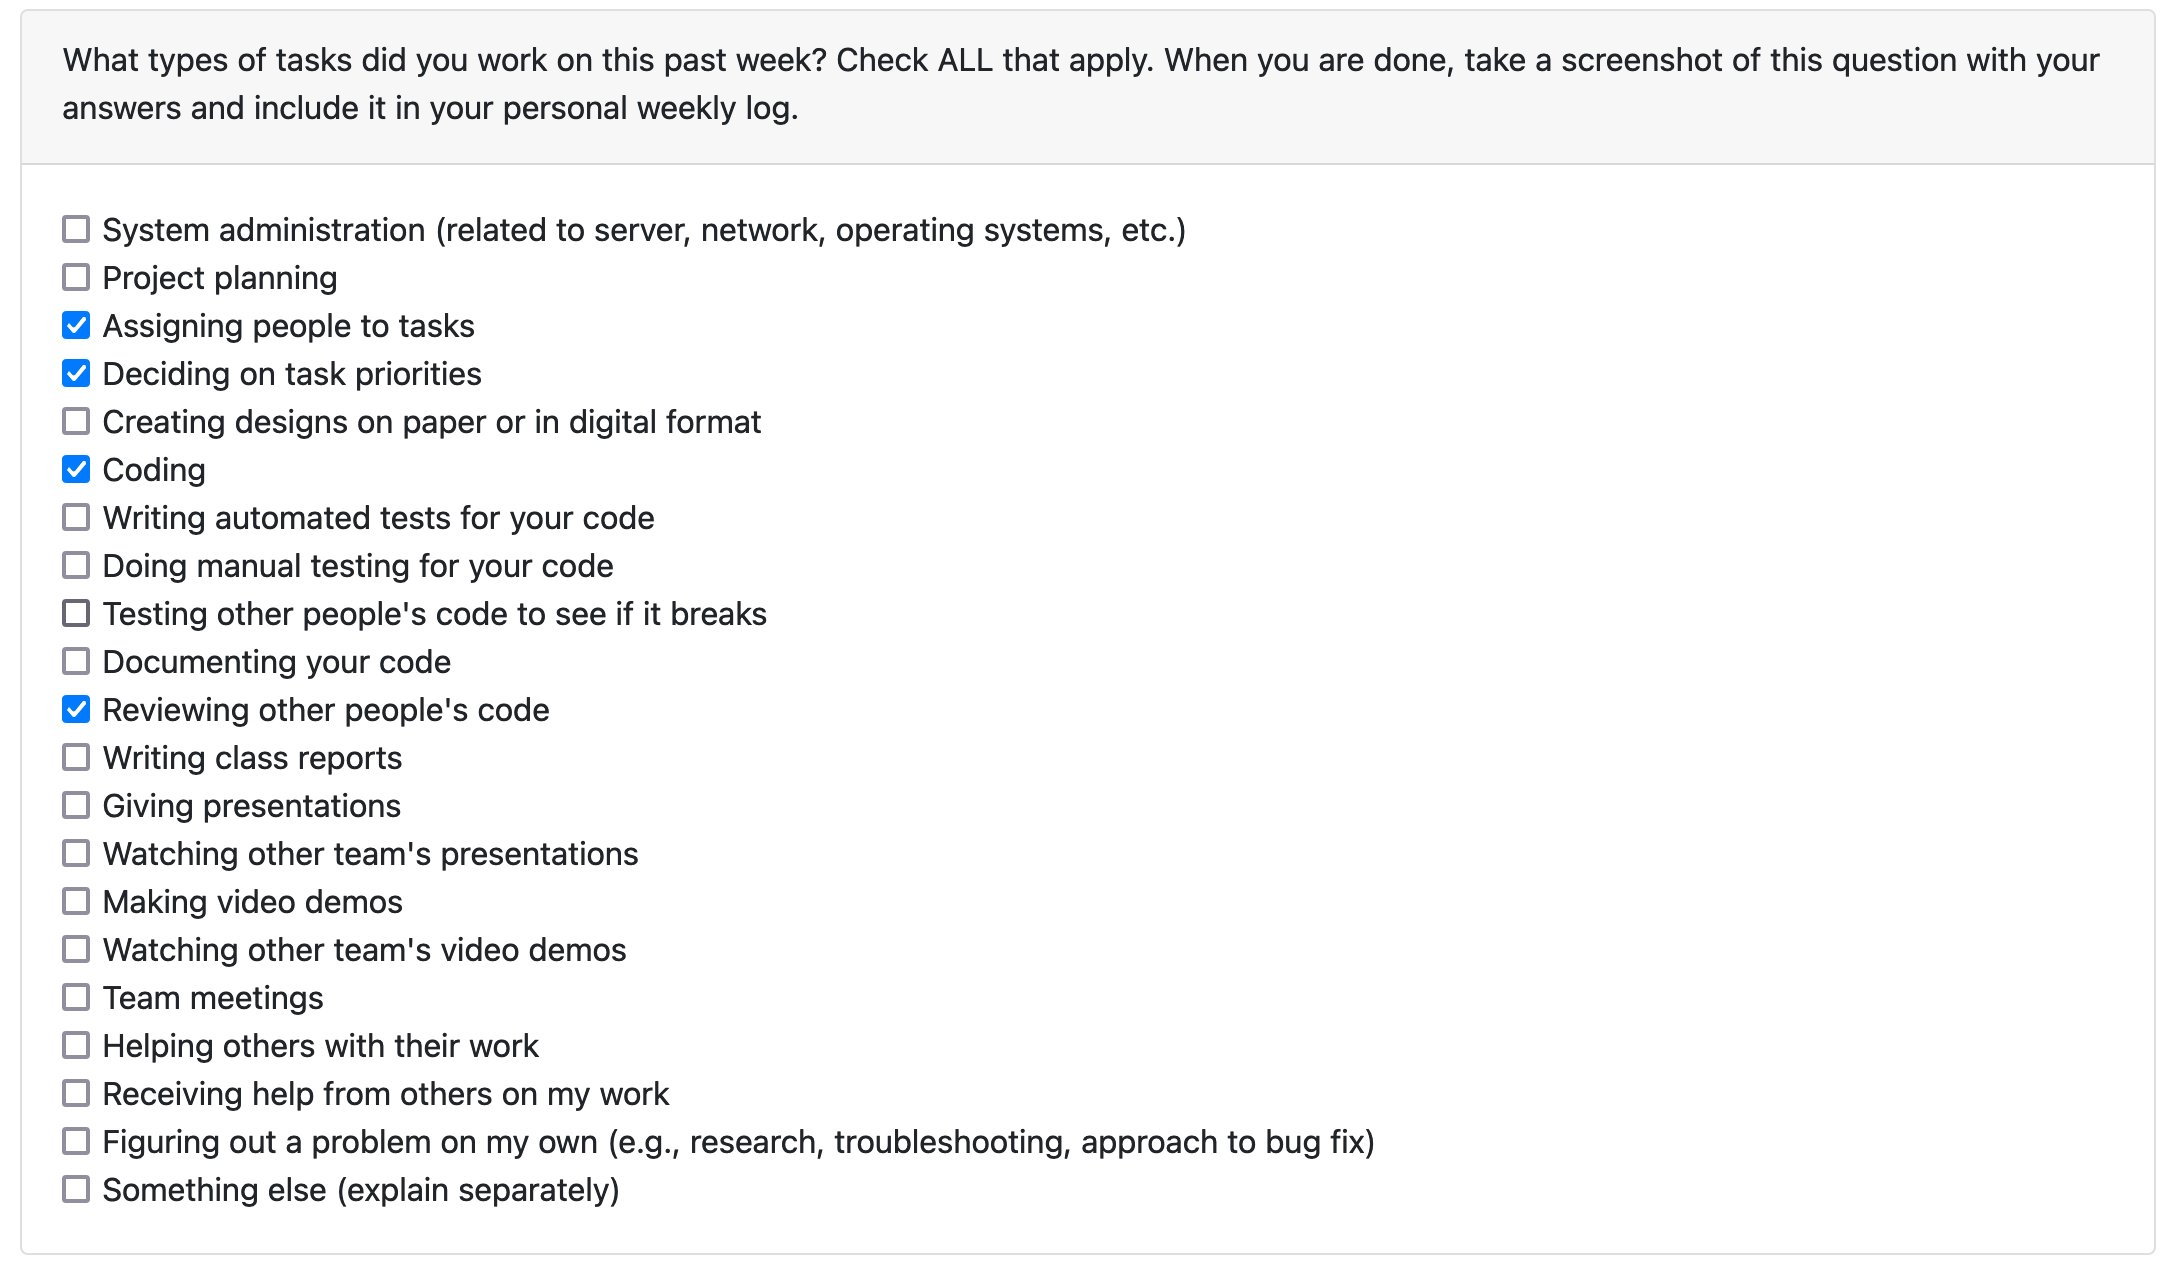 What types of tasks did you work on this past week? Check ALL that apply. When you are done, take a screenshot of this question with your
answers and include it in your personal weekly log.
System administration (related to server, network, operating systems, etc.)
Project planning
Assigning people to tasks
Deciding on task priorities
Creating designs on paper or in digital format
Coding
Writing automated tests for your code
Doing manual testing for your code
Testing other people's code to see if it breaks
Documenting your code
Reviewing other people's code
Writing class reports
Giving presentations
Watching other team's presentations
Making video demos
Watching other team's video demos
Team meetings
Helping others with their work
Receiving help from others on my work
Figuring out a problem on my own (e.g., research, troubleshooting, approach to bug fix)
Something else (explain separately)